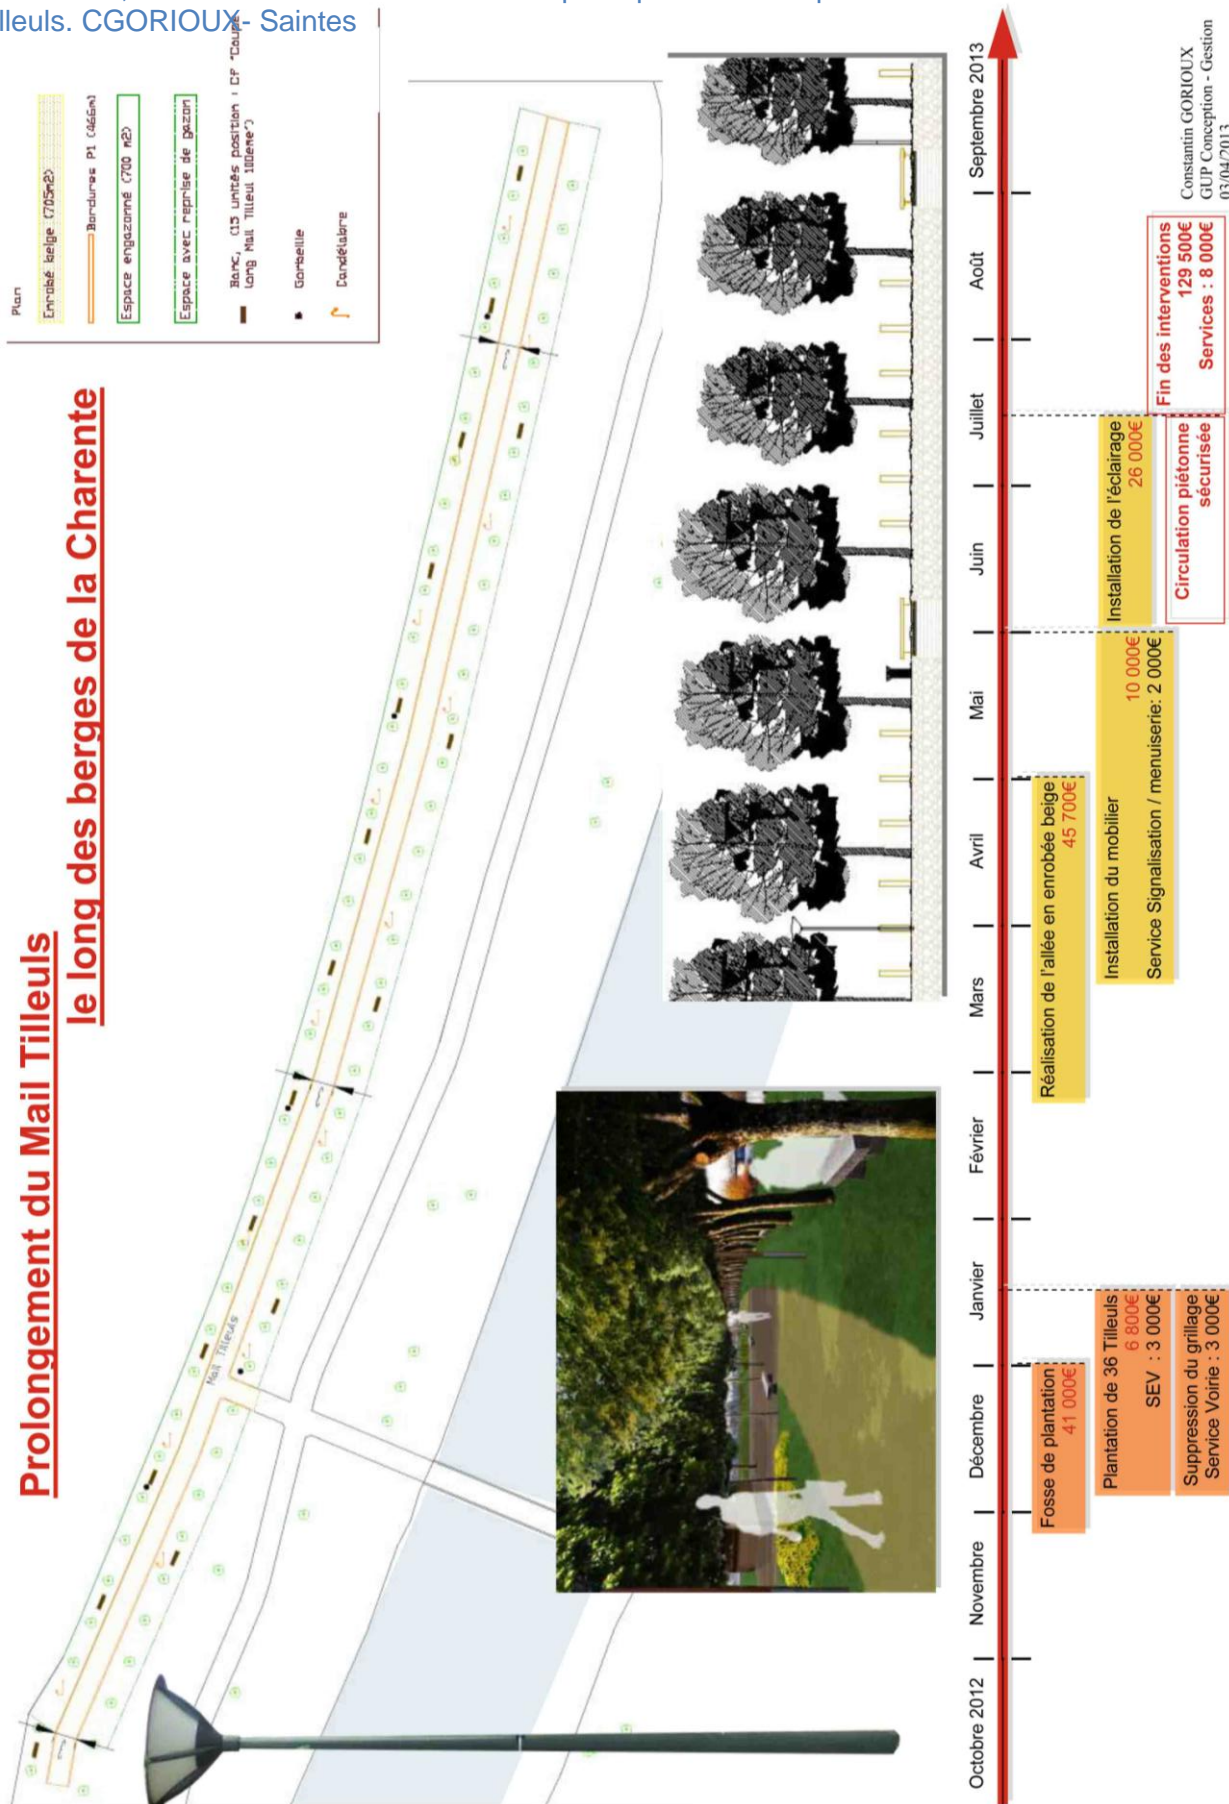 lleuls. CGORIOUX- Saintes
Prolongement du Mail Tilleuls
le long des berges de la Charente
Plan
Enrobé beige (705m2)
Bordures P1 (466m)
Espace engazonné (700 m2)
Espace avec reprise de gazon
Banc, (15 unités position : CF "Coupe
long Mail Tilleul 100ème")
Corbeille
Candélabre
Mail Tilleuls
Octobre 2012
Novembre
Décembre
Janvier
Février
Mars
Avril
Mai
Juin
Juillet
Août
Septembre 2013
Fosse de plantation
41 000€
Plantation de 36 Tilleuls
6 800€
SEV : 3 000€
Suppression du grillage
Service Voirie : 3 000€
Réalisation de l'allée en enrobée beige
45 700€
Installation du mobilier
10 000€
Service Signalisation / menuiserie: 2 000€
Installation de l'éclairage
26 000€
Circulation piétonne
sécurisée
Fin des interventions
129 500€
Services : 8 000€
Constantin GORIOUX
GUP Conception - Gestion
03/04/2013